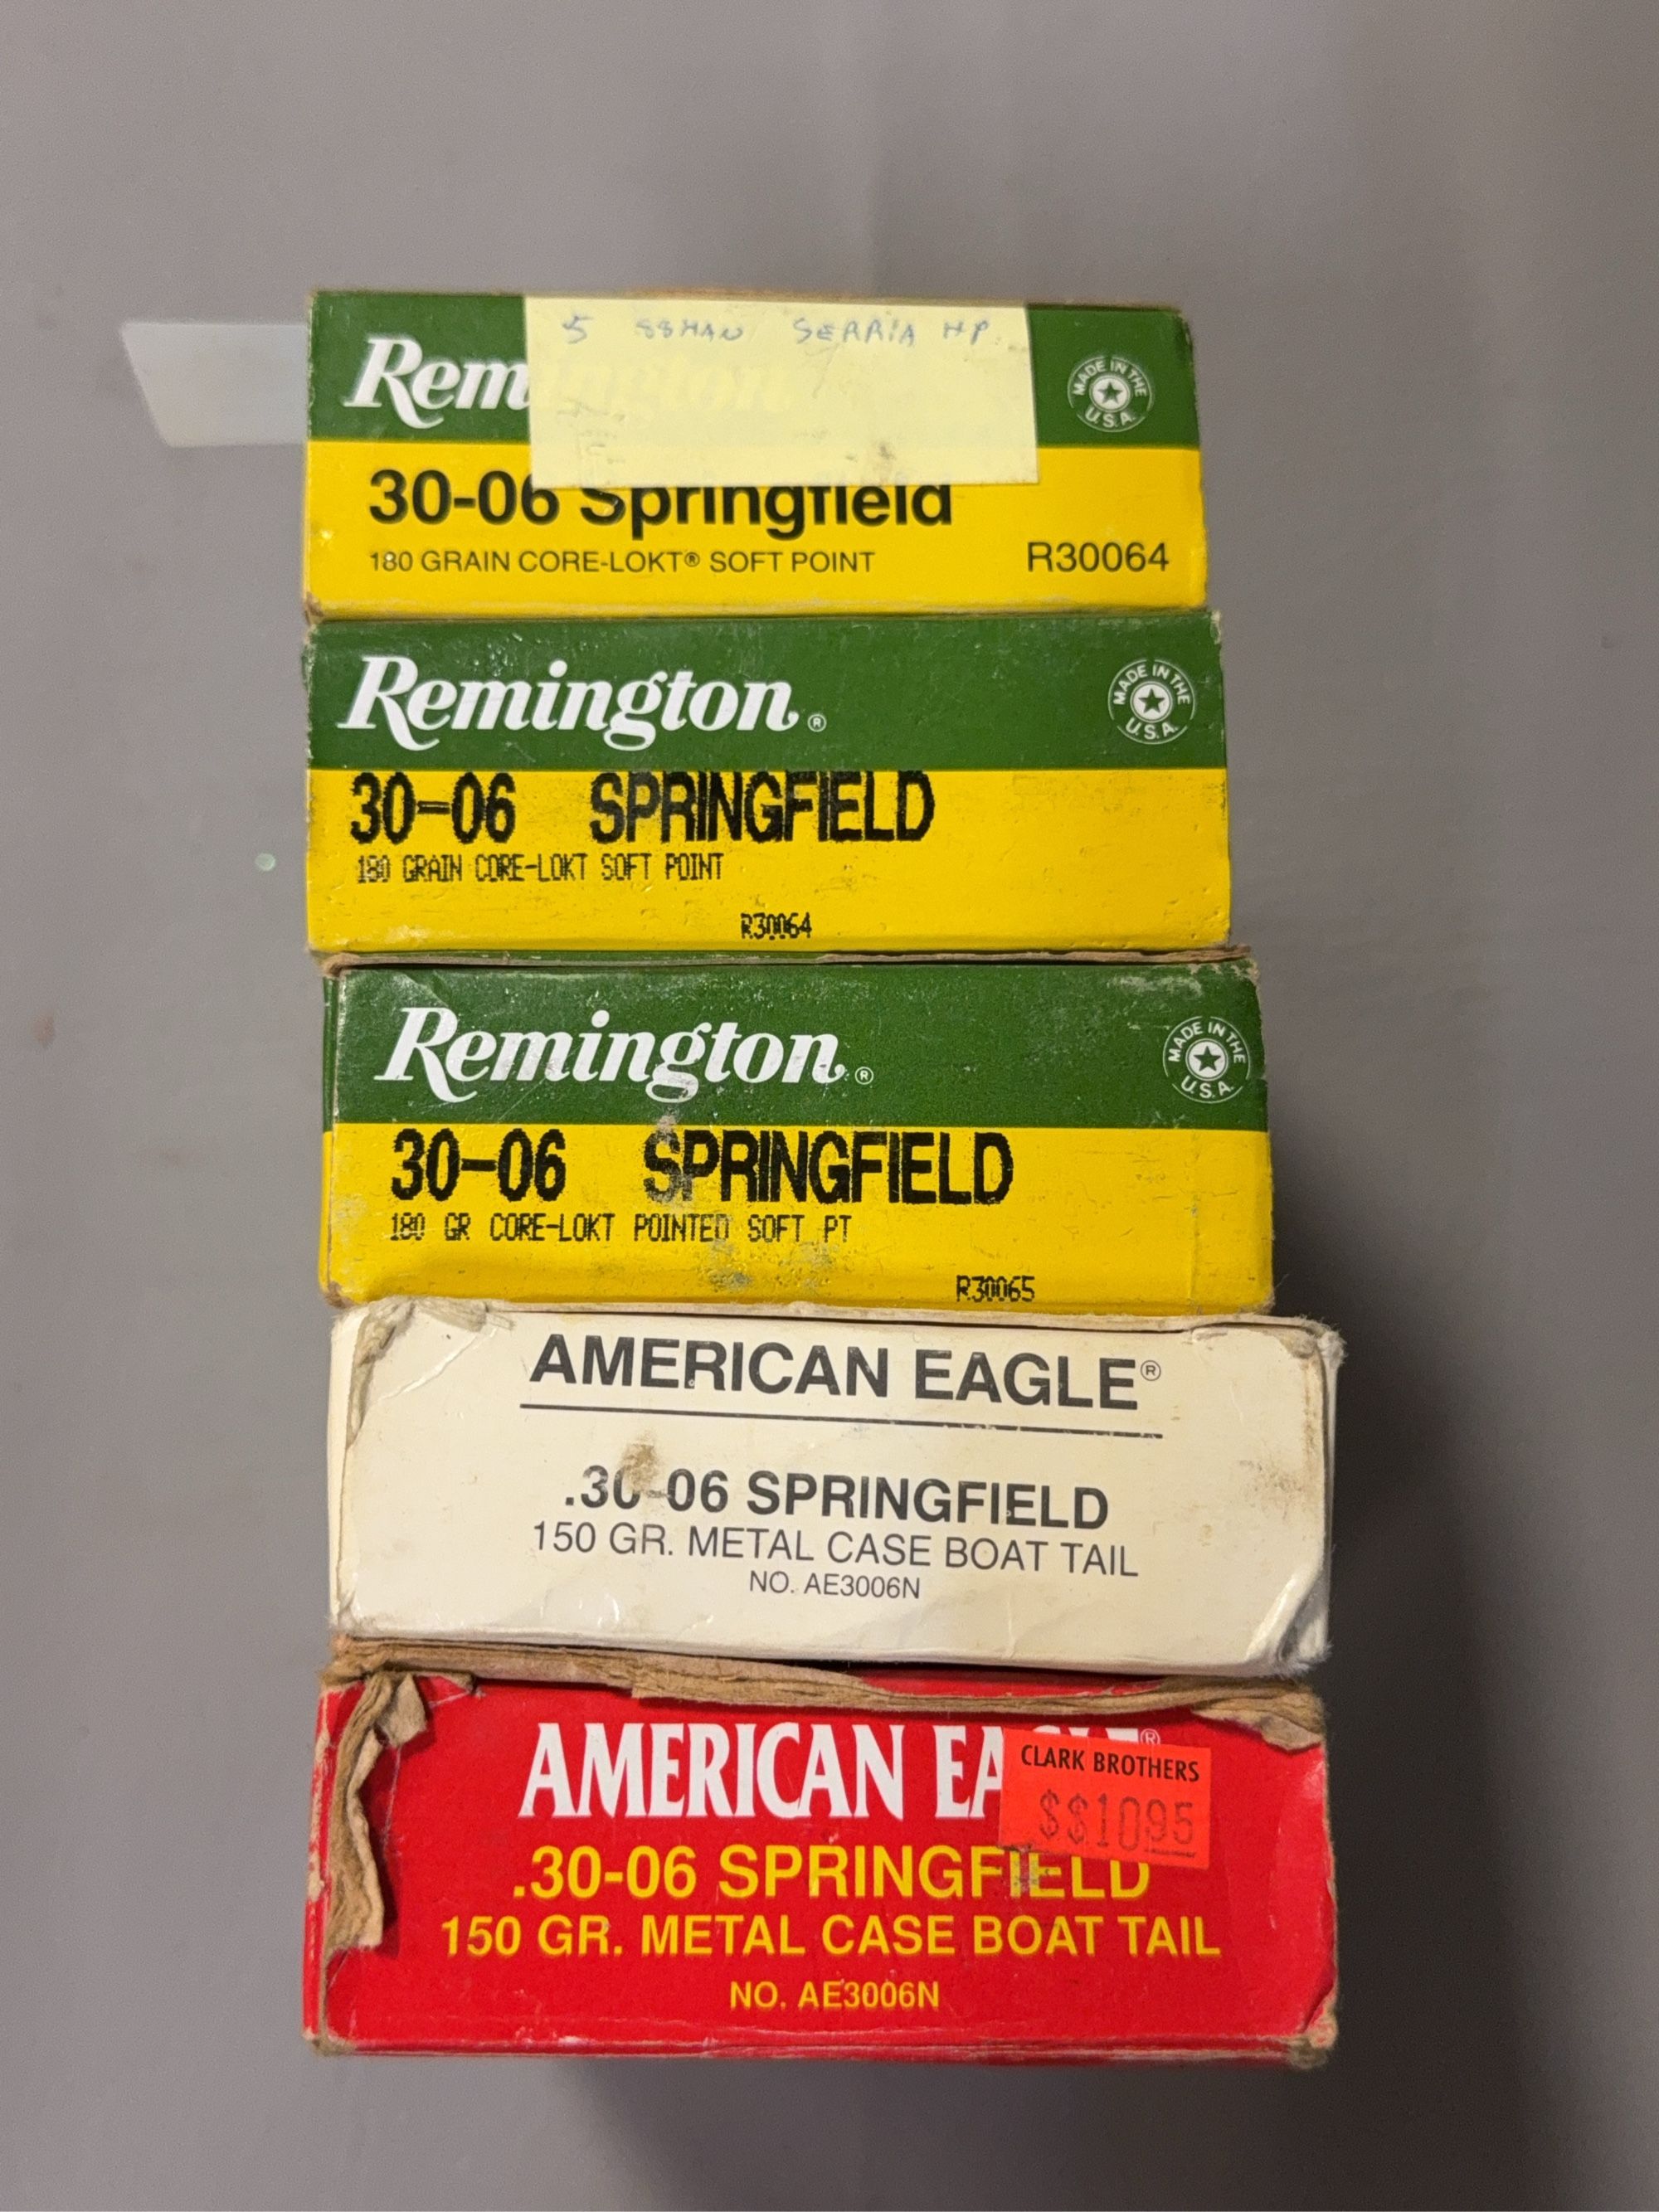 5 SERRIA HP.
Remington
MADE IN THE U.S.A.
30-06 Springfield
180 GRAIN CORE-LOKT® SOFT POINT R30064
Remington®
MADE IN THE U.S.A.
30-06 SPRINGFIELD
180 GRAIN CORE-LOKT SOFT POINT
R30064
Remington®
MADE IN THE U.S.A.
30-06 SPRINGFIELD
180 GR CORE-LOKT POINTED SOFT PT
R30065
AMERICAN EAGLE®
.30-06 SPRINGFIELD
150 GR. METAL CASE BOAT TAIL
NO. AE3006N
AMERICAN EAGLE®
CLARK BROTHERS
$$1095
.30-06 SPRINGFIELD
150 GR. METAL CASE BOAT TAIL
NO. AE3006N